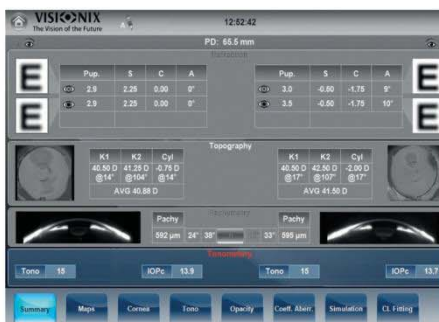 VISIONIX 12:52:42
The Vision of the Future
PD: 65.5 mm
Refraction
Pup. S C A Pup. S C A
E 2.9 2.25 0.00 0° 3.0 -0.50 -1.75 9° E
E 2.9 2.25 0.00 0° 3.5 -0.50 -1.75 10° E
Topography
K1 K2 Cyl K1 K2 Cyl
40.50 D 41.25 D -0.75 D 40.50 D 42.50 D -2.00 D
@14° @104° @14° @17° @107° @17°
AVG 40.88 D AVG 41.50 D
Pachy Pachy
592 µm 24° 38° 33° 595 µm
Tonometry
Tono 15 IOPc 13.9 Tono 15 IOPc 13.7
Summary Maps Cornea Tono Opacity Coeff. Aberr. Simulation CL Fitting